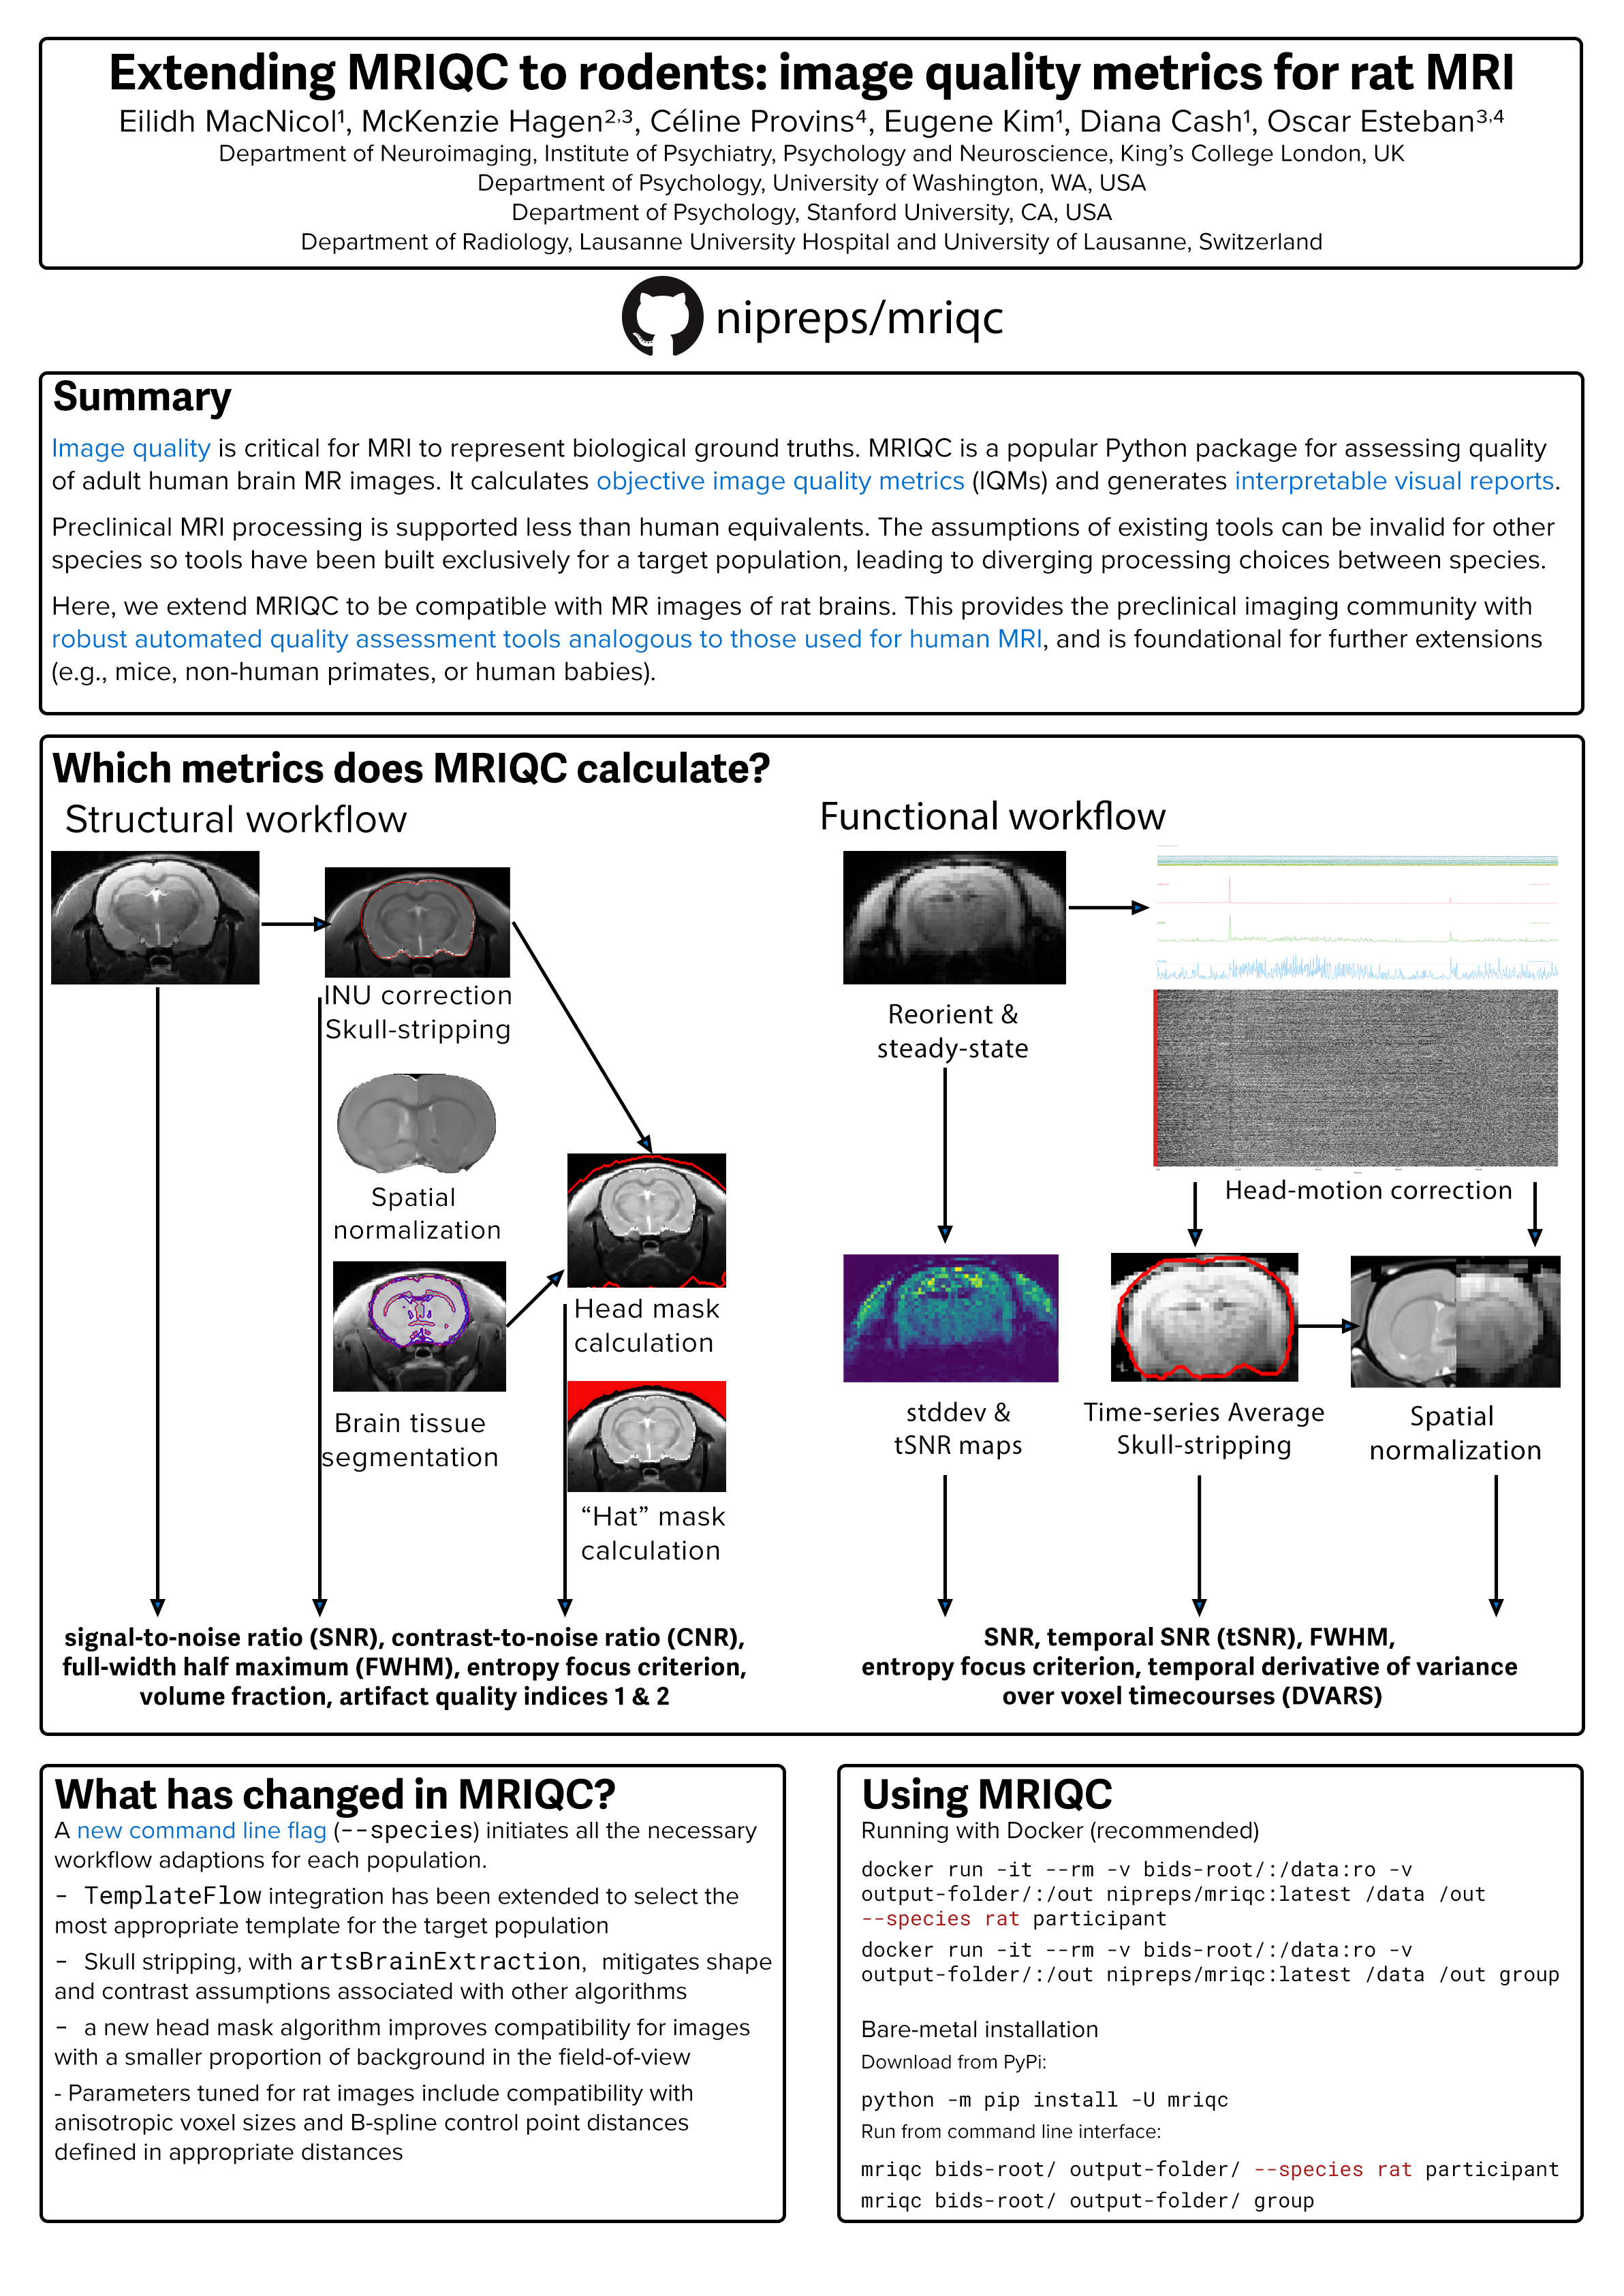 Extending MRIQC to rodents: image quality metrics for rat MRI
Eilidh MacNicol¹, McKenzie Hagen²,³, Céline Provins⁴, Eugene Kim¹, Diana Cash¹, Oscar Esteban³,⁴
Department of Neuroimaging, Institute of Psychiatry, Psychology and Neuroscience, King's College London, UK
Department of Psychology, University of Washington, WA, USA
Department of Psychology, Stanford University, CA, USA
Department of Radiology, Lausanne University Hospital and University of Lausanne, Switzerland
nipreps/mriqc
Summary
Image quality is critical for MRI to represent biological ground truths. MRIQC is a popular Python package for assessing quality
of adult human brain MR images. It calculates objective image quality metrics (IQMs) and generates interpretable visual reports.
Preclinical MRI processing is supported less than human equivalents. The assumptions of existing tools can be invalid for other
species so tools have been built exclusively for a target population, leading to diverging processing choices between species.
Here, we extend MRIQC to be compatible with MR images of rat brains. This provides the preclinical imaging community with
robust automated quality assessment tools analogous to those used for human MRI, and is foundational for further extensions
(e.g., mice, non-human primates, or human babies).
Which metrics does MRIQC calculate?
Structural workflow
INU correction
Skull-stripping
Spatial
normalization
Brain tissue
segmentation
Head mask
calculation
“Hat” mask
calculation
signal-to-noise ratio (SNR), contrast-to-noise ratio (CNR),
full-width half maximum (FWHM), entropy focus criterion,
volume fraction, artifact quality indices 1 & 2
Functional workflow
Reorient &
steady-state
Head-motion correction
stddev &
tSNR maps
Time-series Average
Skull-stripping
Spatial
normalization
SNR, temporal SNR (tSNR), FWHM,
entropy focus criterion, temporal derivative of variance
over voxel timecourses (DVARS)
What has changed in MRIQC?
A new command line flag (--species) initiates all the necessary
workflow adaptions for each population.
- TemplateFlow integration has been extended to select the
most appropriate template for the target population
- Skull stripping, with artsBrainExtraction, mitigates shape
and contrast assumptions associated with other algorithms
- a new head mask algorithm improves compatibility for images
with a smaller proportion of background in the field-of-view
- Parameters tuned for rat images include compatibility with
anisotropic voxel sizes and B-spline control point distances
defined in appropriate distances
Using MRIQC
Running with Docker (recommended)
docker run -it --rm -v bids-root/:/data:ro -v
output-folder/:/out nipreps/mriqc:latest /data /out
--species rat participant
docker run -it --rm -v bids-root/:/data:ro -v
output-folder/:/out nipreps/mriqc:latest /data /out group
Bare-metal installation
Download from PyPi:
python -m pip install -U mriqc
Run from command line interface:
mriqc bids-root/ output-folder/ --species rat participant
mriqc bids-root/ output-folder/ group